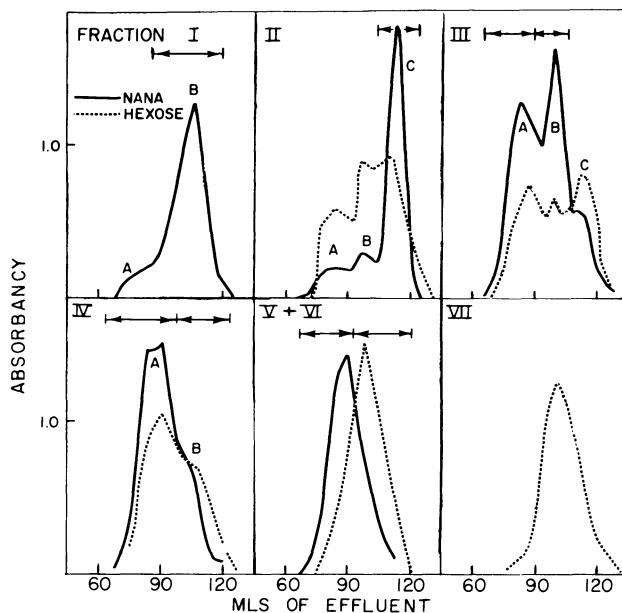 FRACTION I
II
III
B
C
NANA
HEXOSE
A
B
C
1.0
A
B
A
IV
V + VI
VII
A
B
1.0
ABSORBANCY
60 90 120 60 90 120 60 90 120
MLS OF EFFLUENT